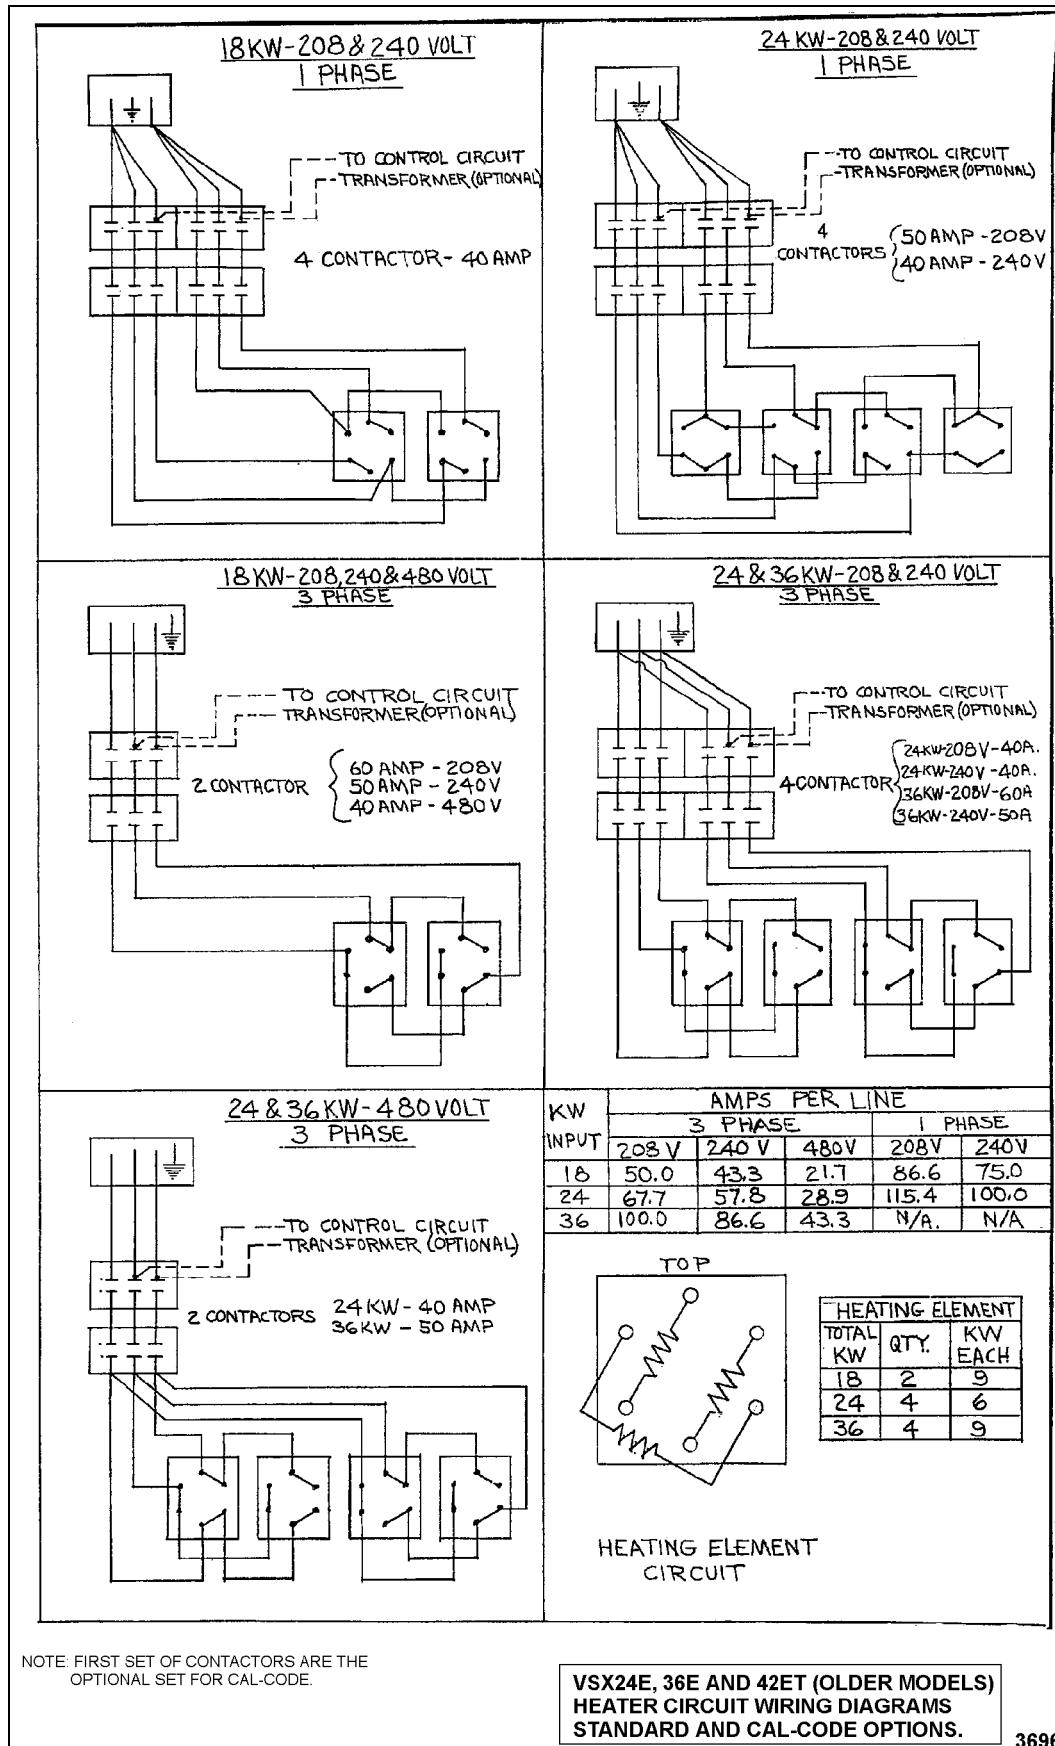 18KW-208&240 VOLT
1 PHASE
TO CONTROL CIRCUIT
TRANSFORMER (OPTIONAL)
4 CONTACTOR - 40 AMP
24 KW-208&240 VOLT
1 PHASE
TO CONTROL CIRCUIT
TRANSFORMER (OPTIONAL)
4
CONTACTORS
50 AMP - 208V
40 AMP - 240V
18 KW-208,240&480 VOLT
3 PHASE
TO CONTROL CIRCUIT
TRANSFORMER (OPTIONAL)
2 CONTACTOR
60 AMP - 208V
50 AMP - 240V
40 AMP - 480V
24 & 36KW-208 & 240 VOLT
3 PHASE
TO CONTROL CIRCUIT
TRANSFORMER (OPTIONAL)
4 CONTACTOR
24KW-208V-40A.
24KW-240V-40A.
36KW-208V-60A
36KW-240V-50A
24 & 36 KW-480 VOLT
3 PHASE
TO CONTROL CIRCUIT
TRANSFORMER (OPTIONAL)
2 CONTACTORS
24 KW - 40 AMP
36KW - 50 AMP
KW INPUT AMPS PER LINE
3 PHASE 1 PHASE
208 V 240 V 480V 208V 240V
18 50.0 43.3 21.7 86.6 75.0
24 67.7 57.8 28.9 115.4 100.0
36 100.0 86.6 43.3 N/A. N/A
TOP
HEATING ELEMENT
CIRCUIT
HEATING ELEMENT
TOTAL KW QTY. KW EACH
18 2 9
24 4 6
36 4 9
NOTE: FIRST SET OF CONTACTORS ARE THE
OPTIONAL SET FOR CAL-CODE.
VSX24E, 36E AND 42ET (OLDER MODELS)
HEATER CIRCUIT WIRING DIAGRAMS
STANDARD AND CAL-CODE OPTIONS.
3696